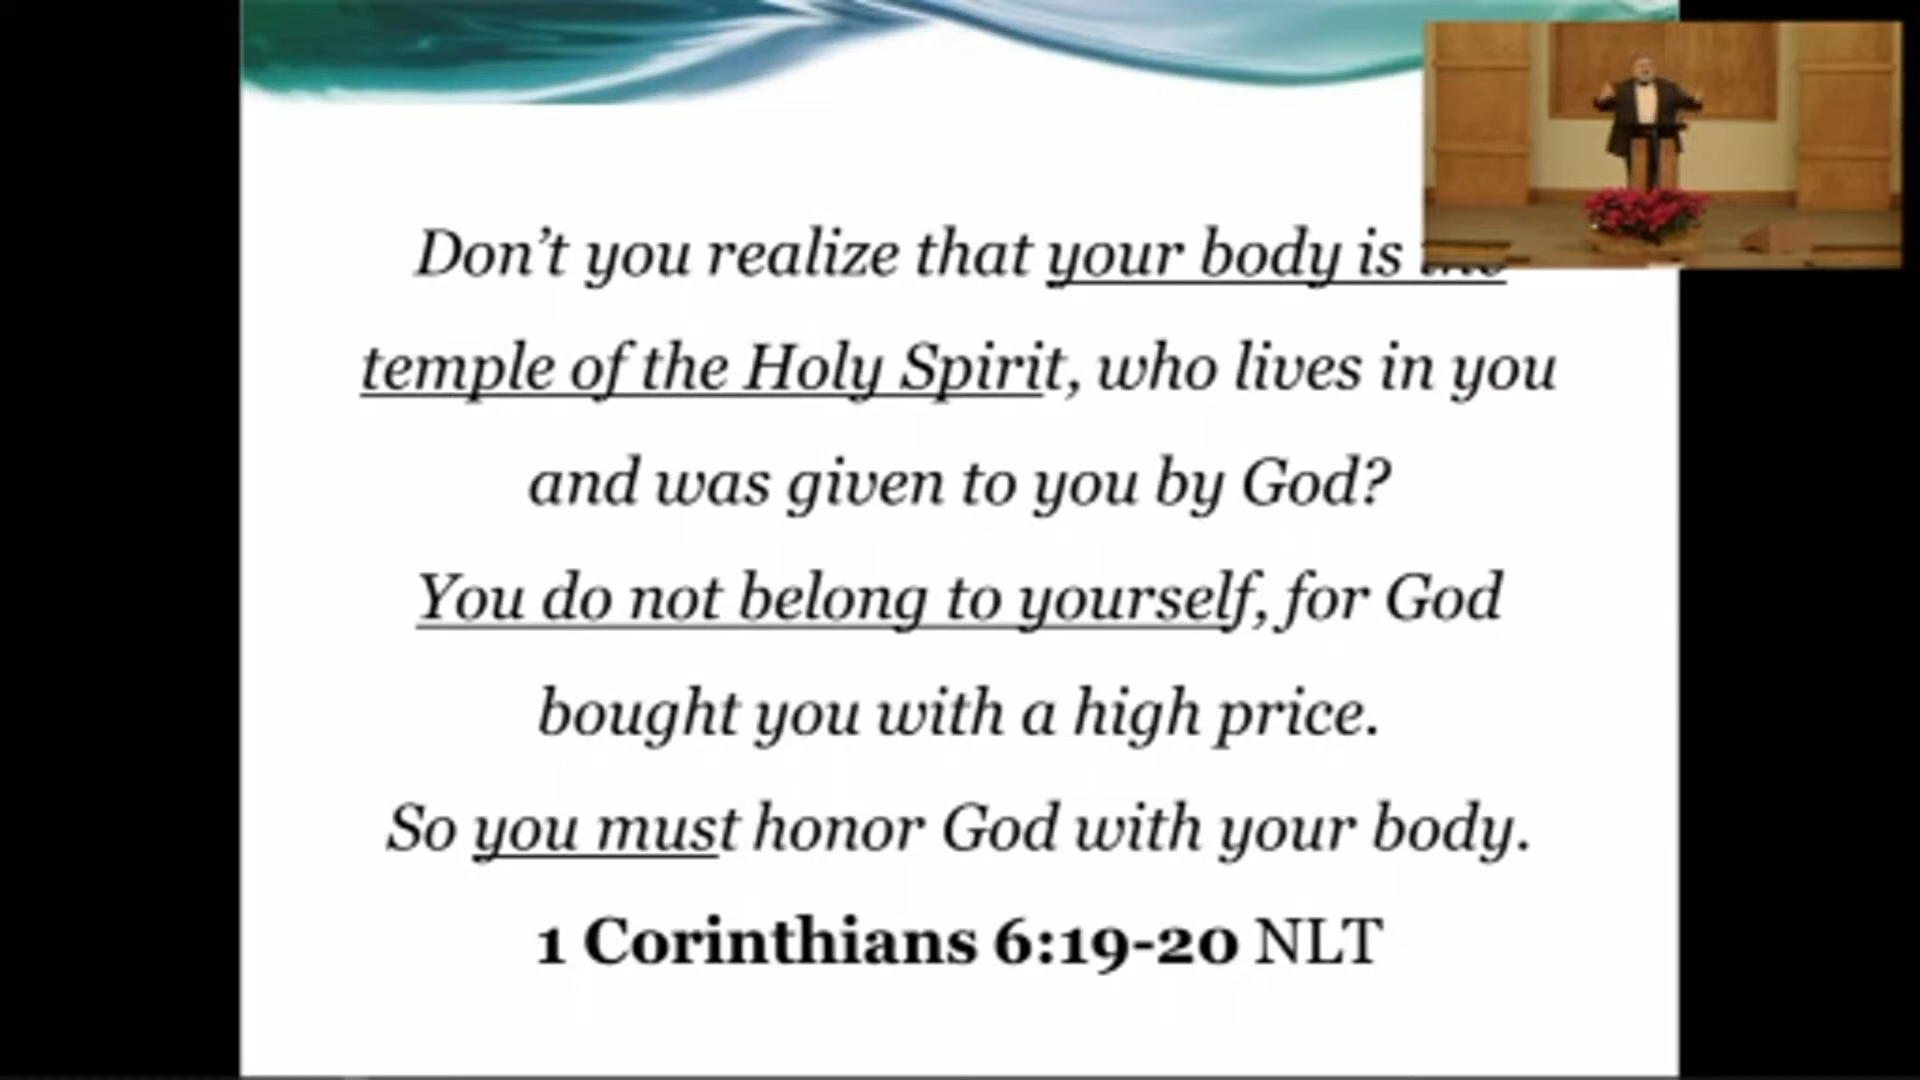 Don't you realize that your body is the
temple of the Holy Spirit, who lives in you
and was given to you by God?
You do not belong to yourself, for God
bought you with a high price.
So you must honor God with your body.
1 Corinthians 6:19-20 NLT